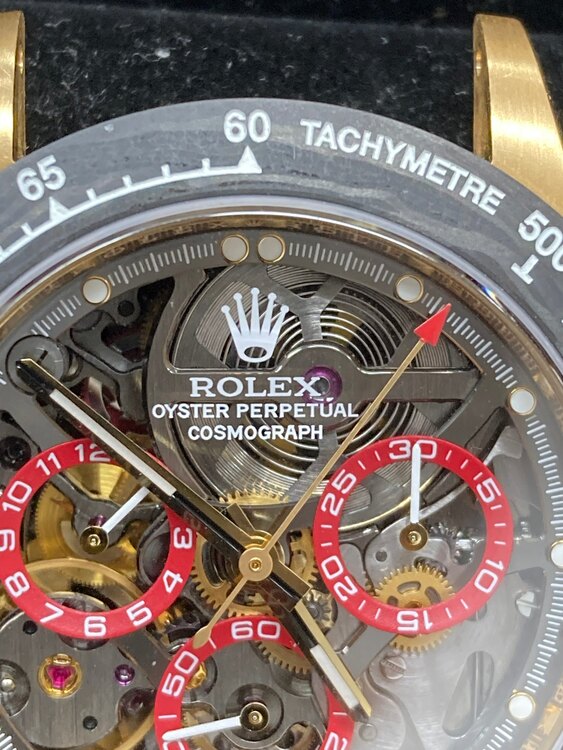 65 60 TACHYMETRE 500
ROLEX
OYSTER PERPETUAL
COSMOGRAPH
12 3 4 5 6 7 8 9 10 11
30 5 10 15 20 25
60 50